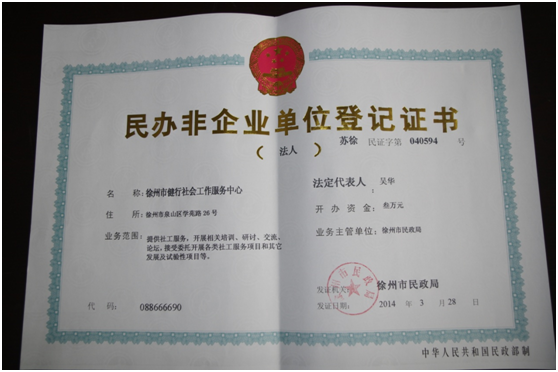 民办非企业单位登记证书
（法人） 苏徐 民证字第 040594 号
名称：徐州市健行社会工作服务中心
住所：徐州市泉山区学苑路26号
业务范围：提供社工服务，开展相关培训、研讨、交流、
论坛，接受委托开展各类社工服务项目和其它
发展及试验性项目等。
代码：088666690
法定代表人：吴华
开办资金：叁万元
业务主管单位：徐州市民政局
发证机关：徐州市民政局
发证日期：2014 年 3 月 28 日
徐州市民政局
中华人民共和国民政部制